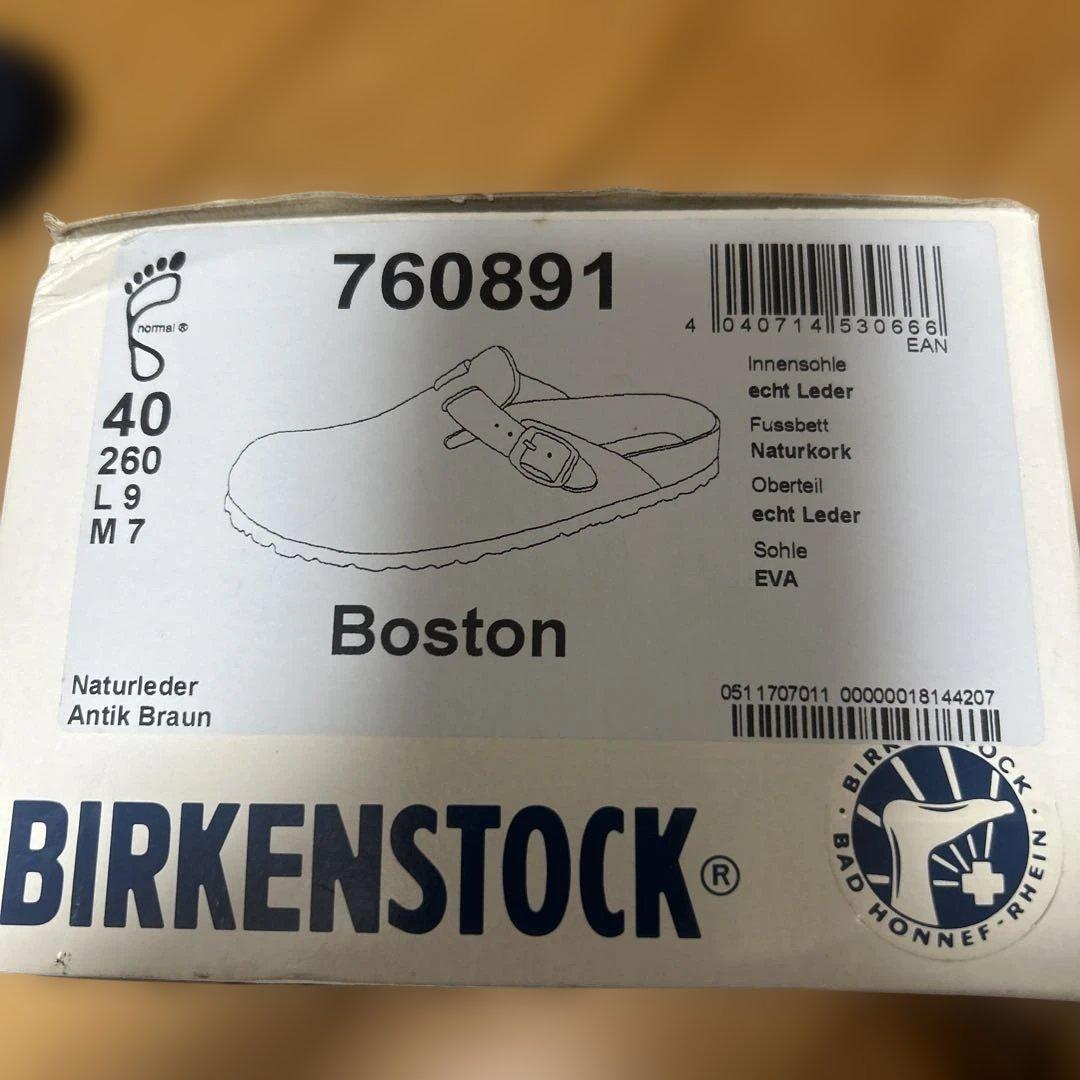 760891
4 040714 530666
EAN
normal ®
40
260
L 9
M 7
Innensohle
echt Leder
Fussbett
Naturkork
Oberteil
echt Leder
Sohle
EVA
Boston
Naturleder
Antik Braun
0511707011 00000018144207
BIRKENSTOCK®
BIRKENSTOCK · BAD HONNEF-RHEIN ·